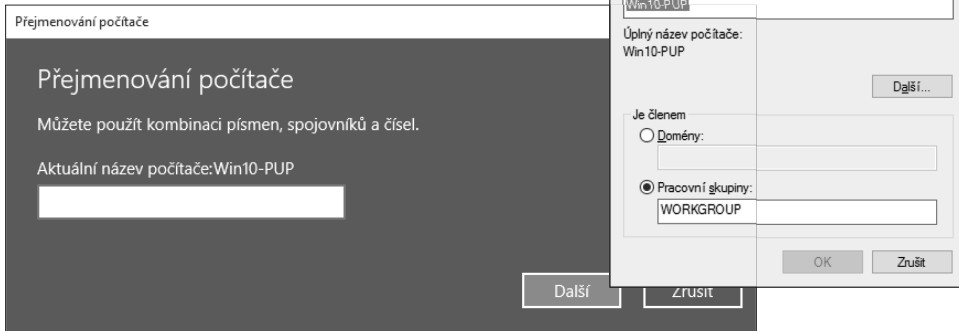 Přejmenování počítače
Přejmenování počítače
Můžete použít kombinaci písmen, spojovníků a čísel.
Aktuální název počítače:Win10-PUP
Další
Zrušit
Win10-PUP
Úplný název počítače:
Win10-PUP
Další...
Je členem
Domény:
Pracovní skupiny:
WORKGROUP
OK
Zrušit